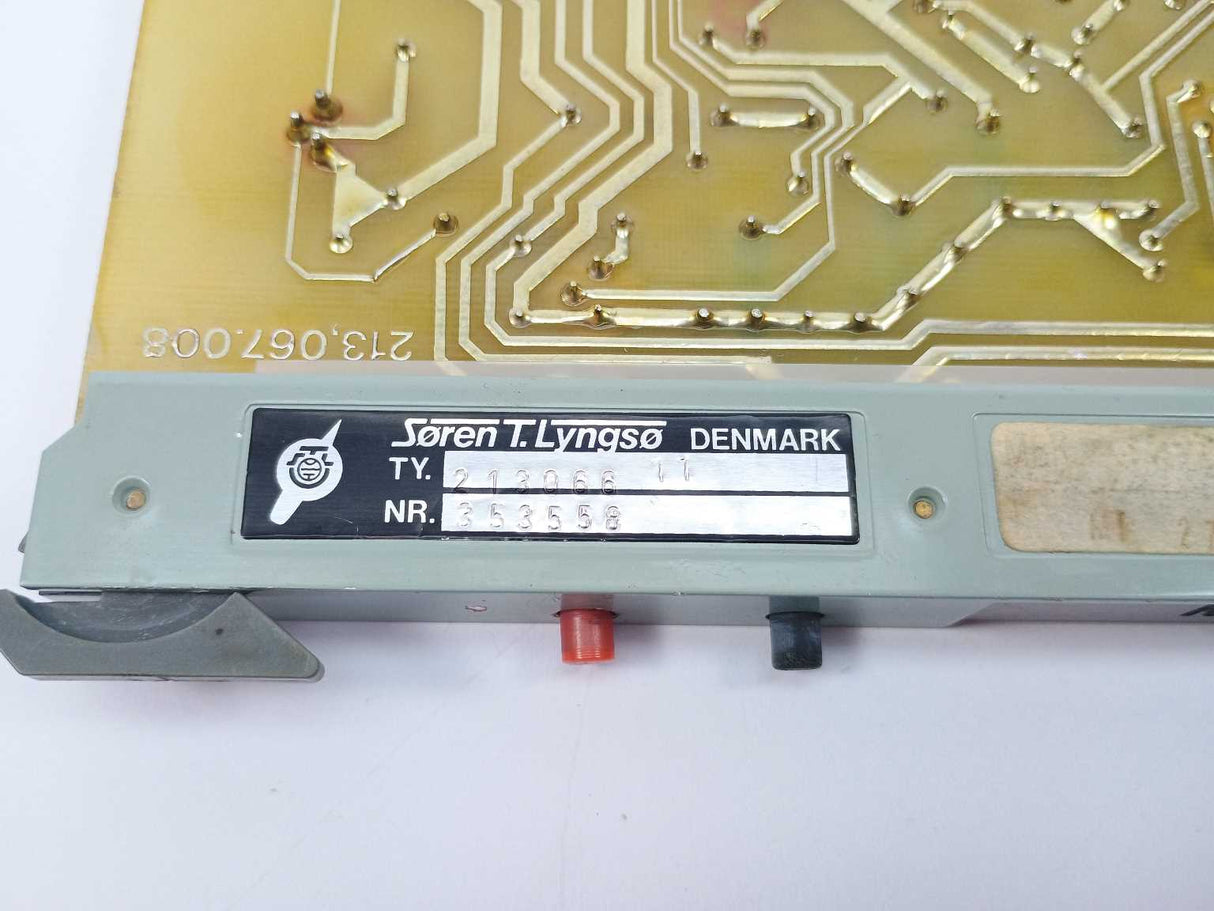 213,067.008
Søren T. Lyngsø DENMARK
TY. 213066 11
NR. 353558